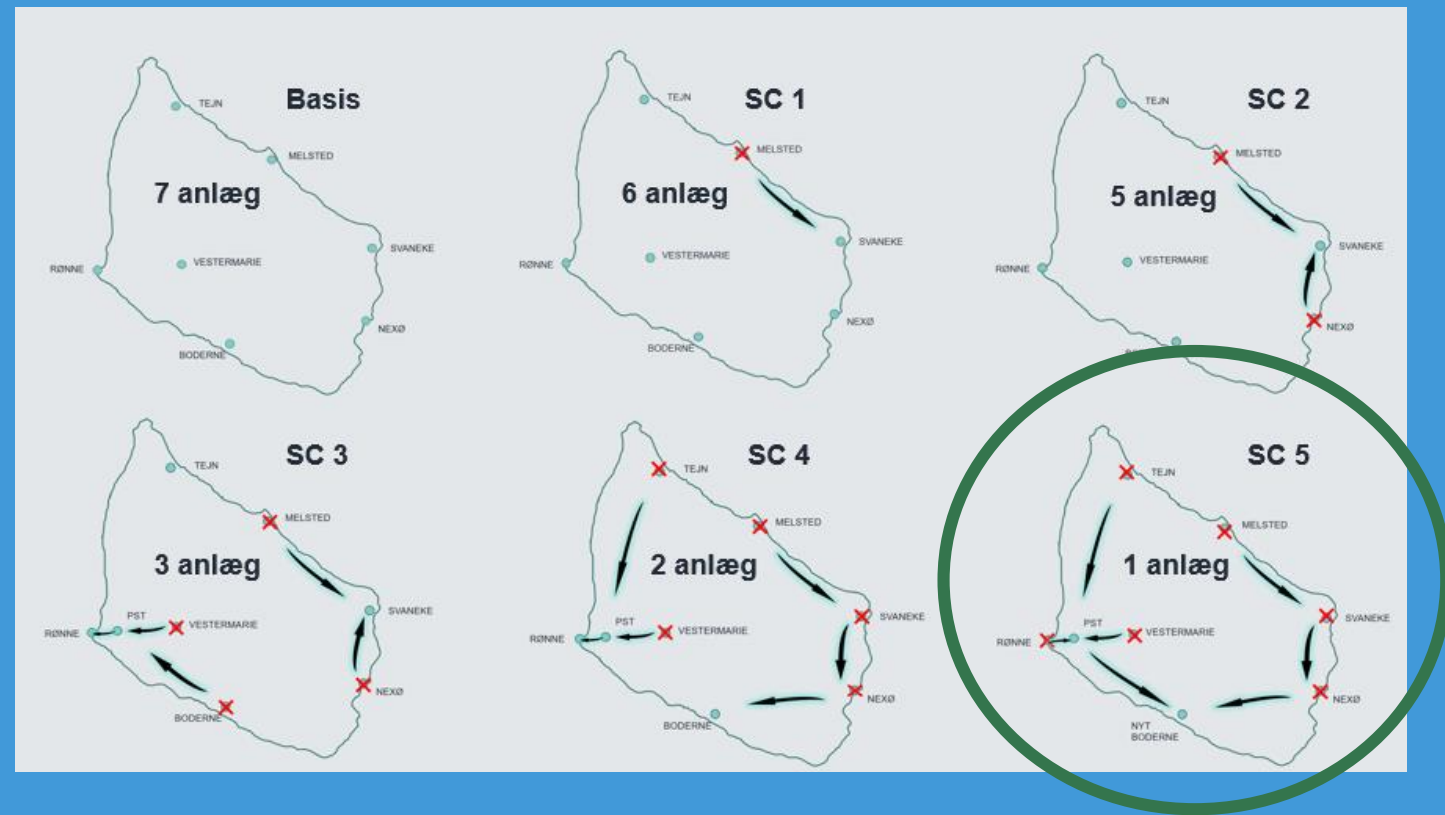 Basis
TEJN
MELSTED
7 anlæg
SVANEKE
VESTERMARIE
RØNNE
NEXØ
BODERNE
SC 1
TEJN
MELSTED
6 anlæg
SVANEKE
VESTERMARIE
RØNNE
NEXØ
BODERNE
SC 2
TEJN
MELSTED
5 anlæg
SVANEKE
VESTERMARIE
RØNNE
NEXØ
SC 3
TEJN
MELSTED
3 anlæg
SVANEKE
PST
VESTERMARIE
RØNNE
NEXØ
BODERNE
SC 4
TEJN
MELSTED
2 anlæg
SVANEKE
PST
VESTERMARIE
RØNNE
NEXØ
BODERNE
SC 5
TEJN
MELSTED
1 anlæg
SVANEKE
PST
VESTERMARIE
RØNNE
NEXØ
NYT
BODERNE